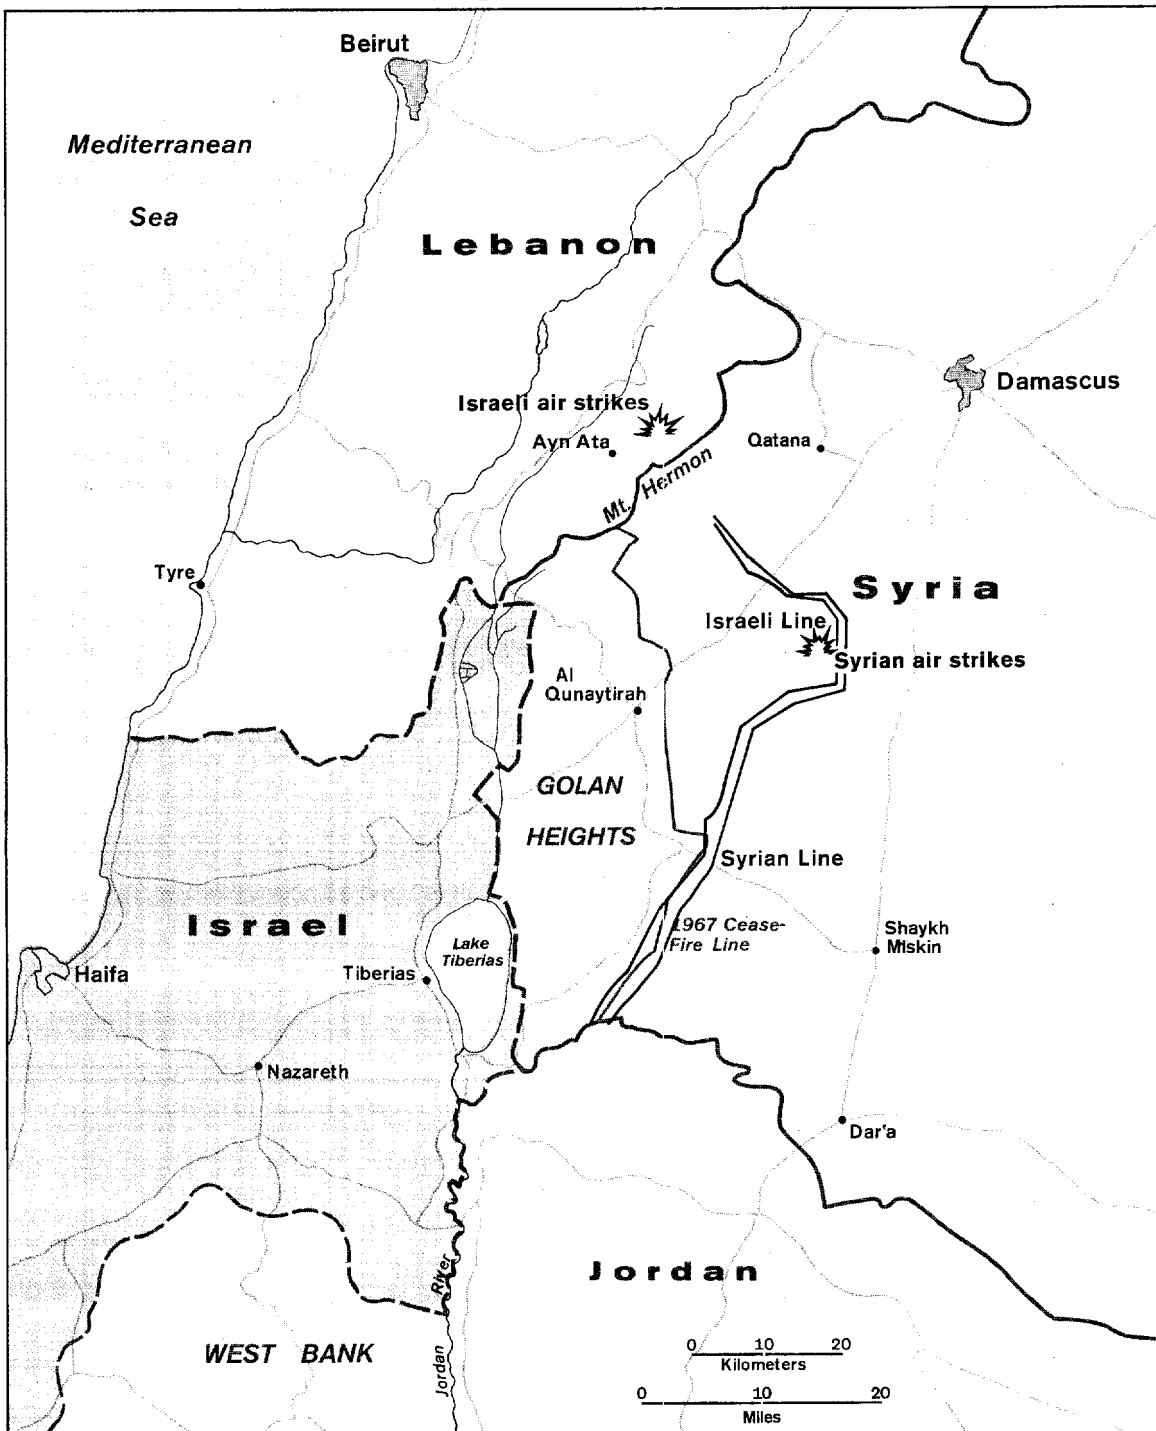 Beirut
Mediterranean
Sea
Lebanon
Damascus
Israeli air strikes
Ayn Ata
Qatana
Mt. Hermon
Tyre
Syria
Israeli Line
Syrian air strikes
Al
Qunaytirah
GOLAN
HEIGHTS
Syrian Line
1967 Cease-
Fire Line
Shaykh
Miskin
Israel
Lake
Tiberias
Haifa
Tiberias
Nazareth
Dar'a
Jordan
Jordan River
WEST BANK
0 10 20
Kilometers
0 10 20
Miles